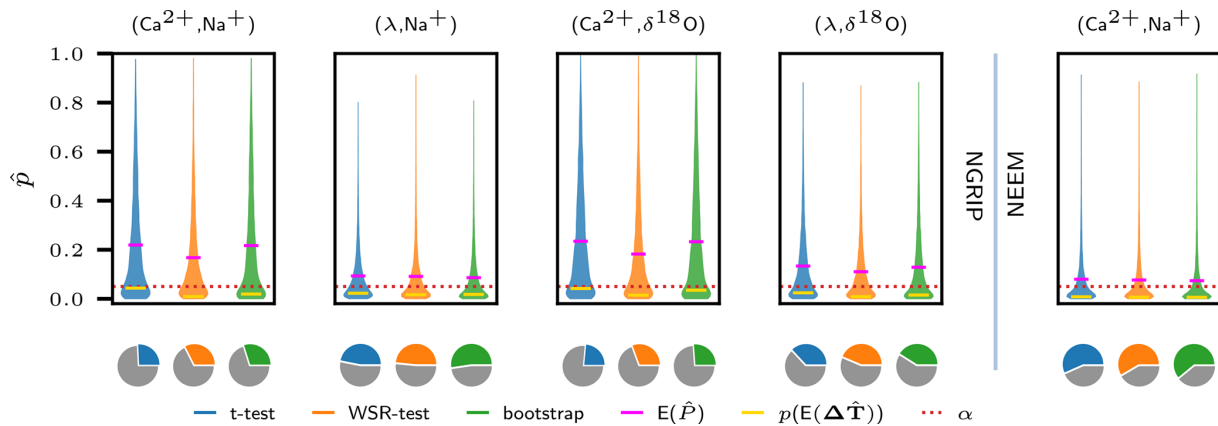 (Ca²⁺,Na⁺) (λ,Na⁺) (Ca²⁺,δ¹⁸O) (λ,δ¹⁸O) (Ca²⁺,Na⁺)
1.0
0.8
0.6
0.4
0.2
0.0
p̂
NGRIP
NEEM
t-test WSR-test bootstrap E(P̂) p(E(ΔT̂)) α